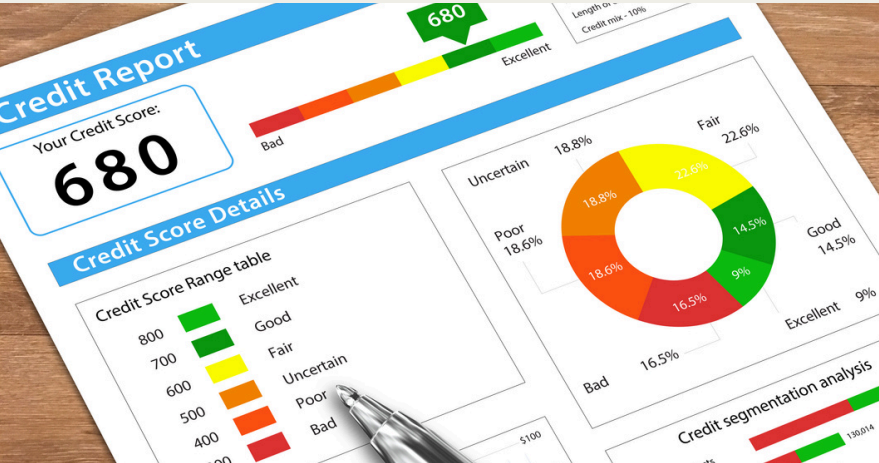 Credit Report
Your Credit Score:
680
680
Bad
Excellent
Credit mix - 10%
Credit Score Details
Credit Score Range table
800 Excellent
700 Good
600 Fair
500 Uncertain
400 Poor
Bad
Uncertain 18.8%
Fair
22.6%
Poor
18.6%
Good
14.5%
Excellent 9%
Bad 16.5%
18.8%
22.6%
14.5%
9%
16.5%
18.6%
$100
Credit segmentation analysis
130,014